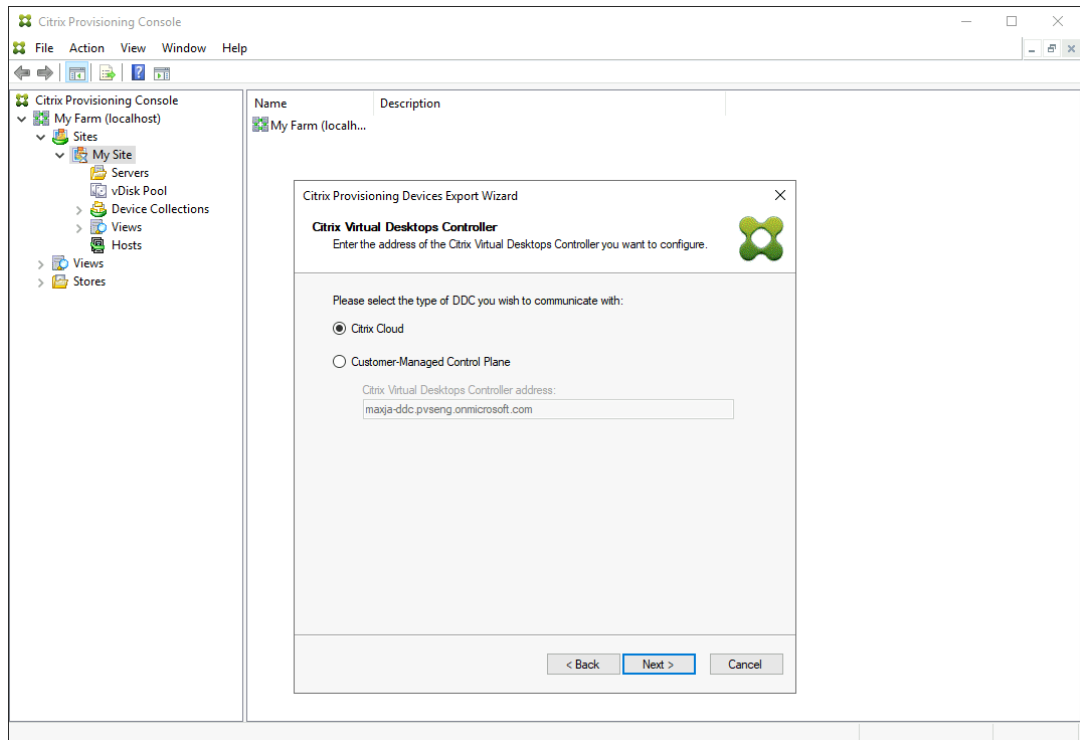 Citrix Provisioning Console
File Action View Window Help
Citrix Provisioning Console
My Farm (localhost)
Sites
My Site
Servers
vDisk Pool
Device Collections
Views
Hosts
Views
Stores
Name Description
My Farm (localh...
Citrix Provisioning Devices Export Wizard
Citrix Virtual Desktops Controller
Enter the address of the Citrix Virtual Desktops Controller you want to configure.
Please select the type of DDC you wish to communicate with:
Citrix Cloud
Customer-Managed Control Plane
Citrix Virtual Desktops Controller address:
maxja-ddc.pvseng.onmicrosoft.com
< Back Next > Cancel